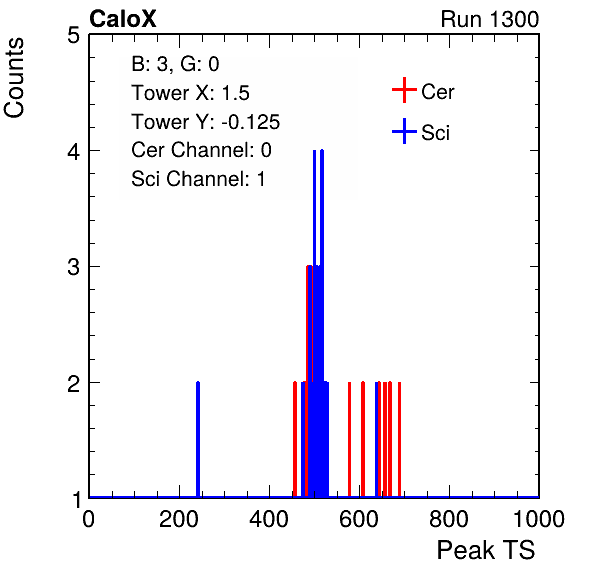 CaloX Run 1300
Counts
5
4
3
2
1
B: 3, G: 0
Tower X: 1.5
Tower Y: -0.125
Cer Channel: 0
Sci Channel: 1
Cer
Sci
0 200 400 600 800 1000
Peak TS